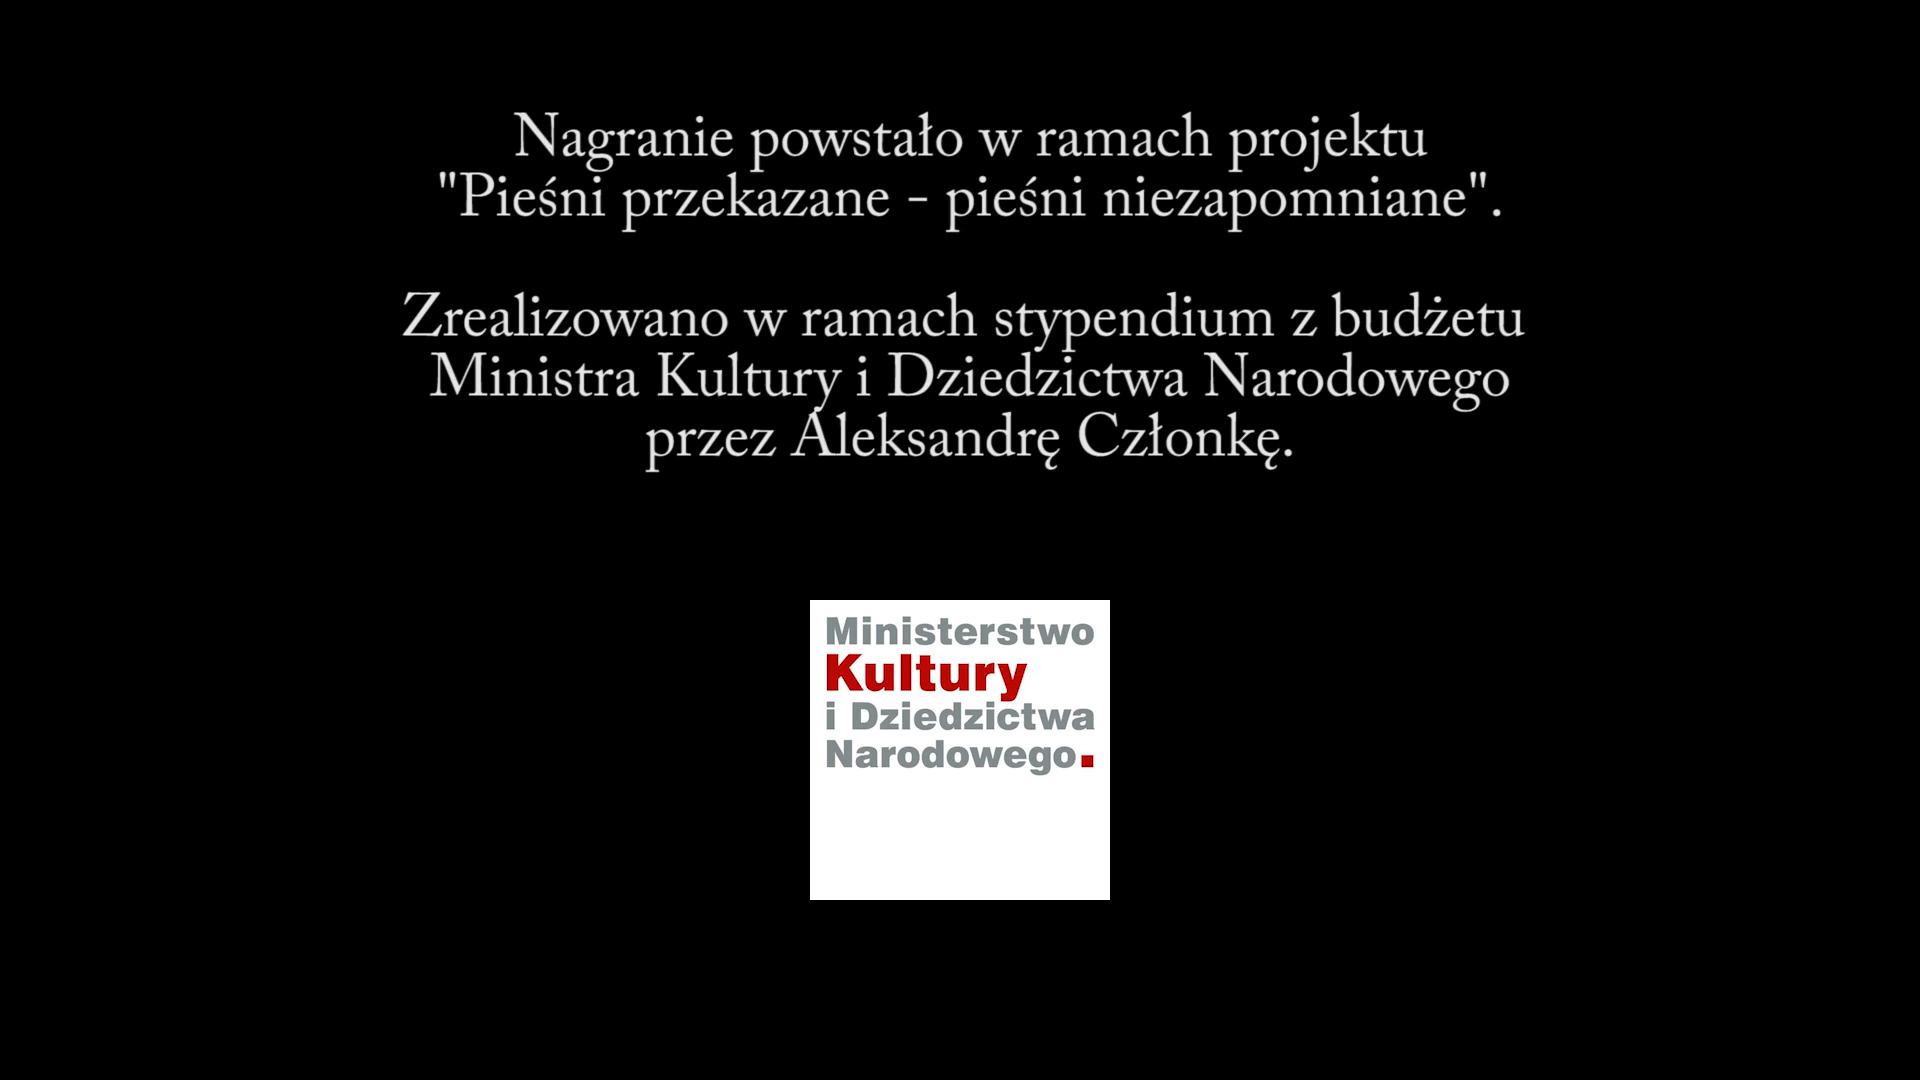 Nagranie powstało w ramach projektu
"Pieśni przekazane - pieśni niezapomniane".
Zrealizowano w ramach stypendium z budżetu
Ministra Kultury i Dziedzictwa Narodowego
przez Aleksandrę Członkę.
Ministerstwo
Kultury
i Dziedzictwa
Narodowego.